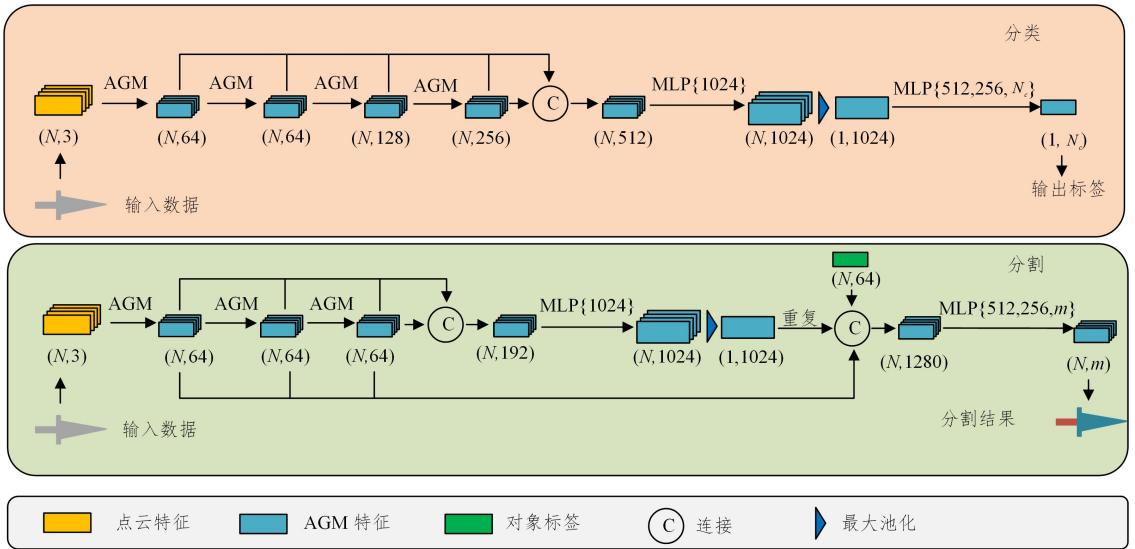 分类
AGM AGM AGM AGM MLP{1024} MLP{512,256, Nc}
C
(N,3) (N,64) (N,64) (N,128) (N,256) (N,512) (N,1024) (1,1024) (1, Nc)
输入数据 输出标签
分割
(N,64)
AGM AGM AGM MLP{1024} 重复 MLP{512,256,m}
C C
(N,3) (N,64) (N,64) (N,64) (N,192) (N,1024) (1,1024) (N,1280) (N,m)
输入数据 分割结果
点云特征 AGM 特征 对象标签 C 连接 最大池化